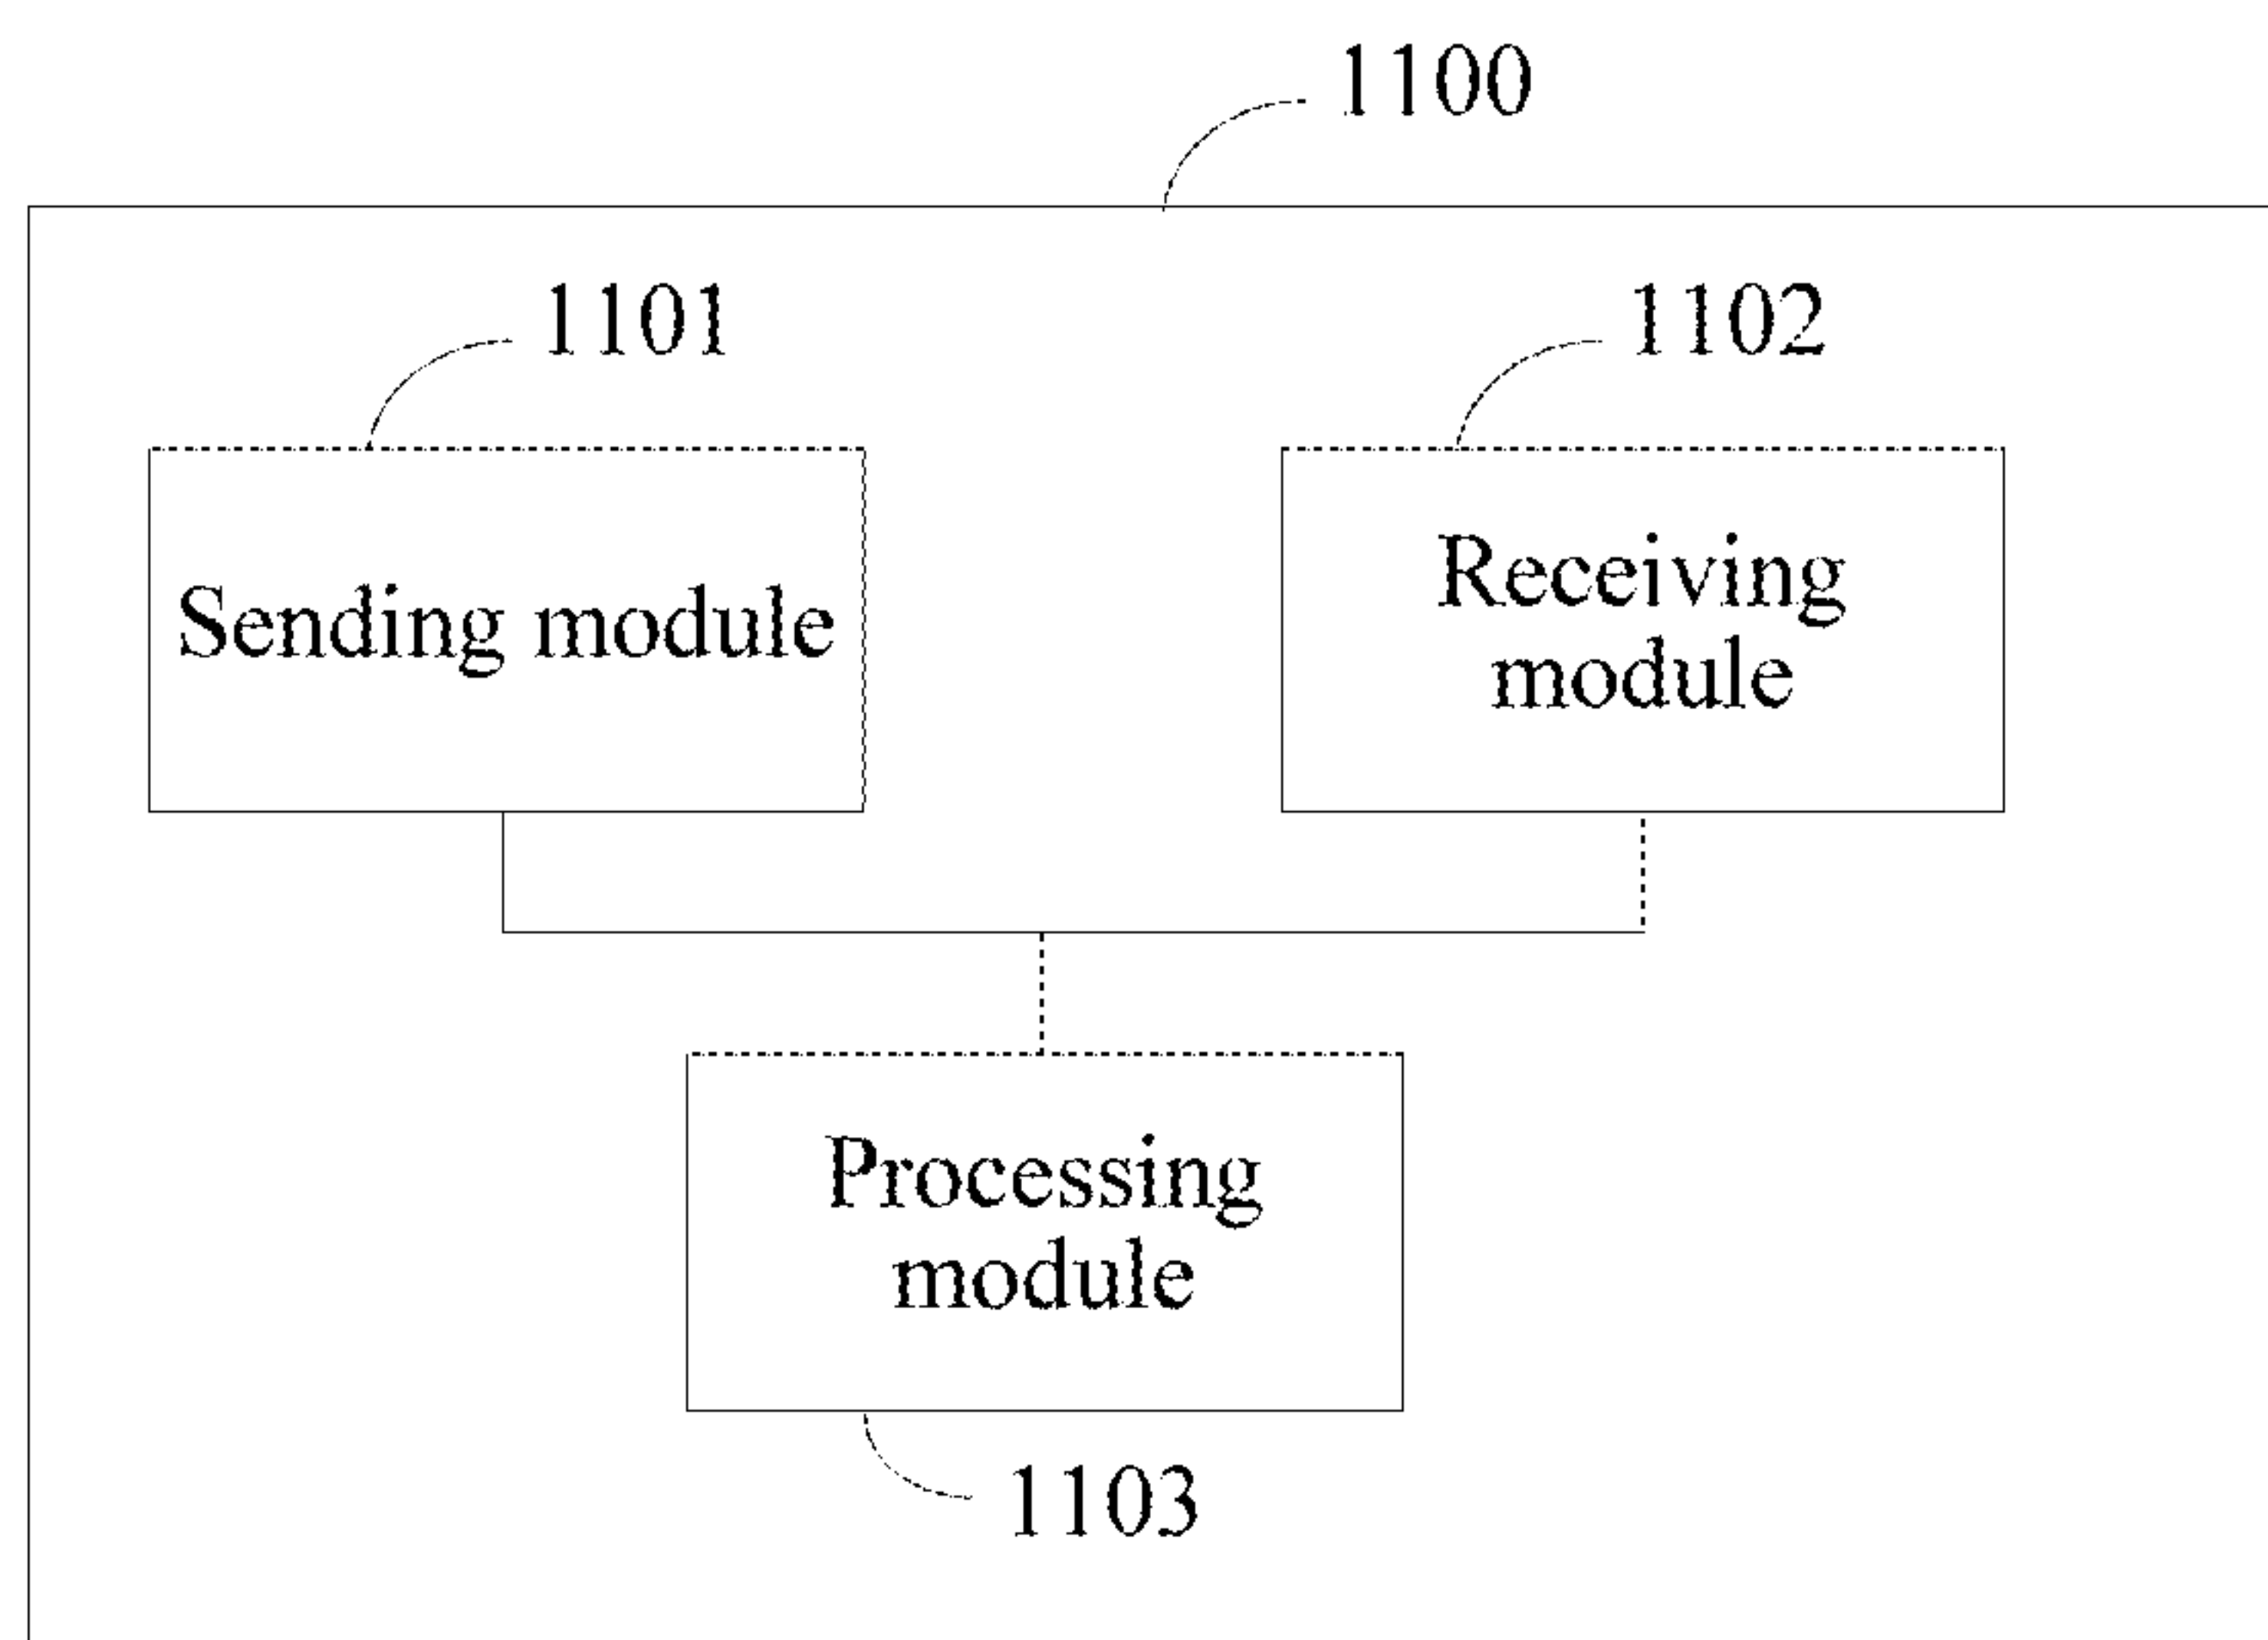 1100
1101
1102
Sending module
Receiving
module
Processing
module
1103